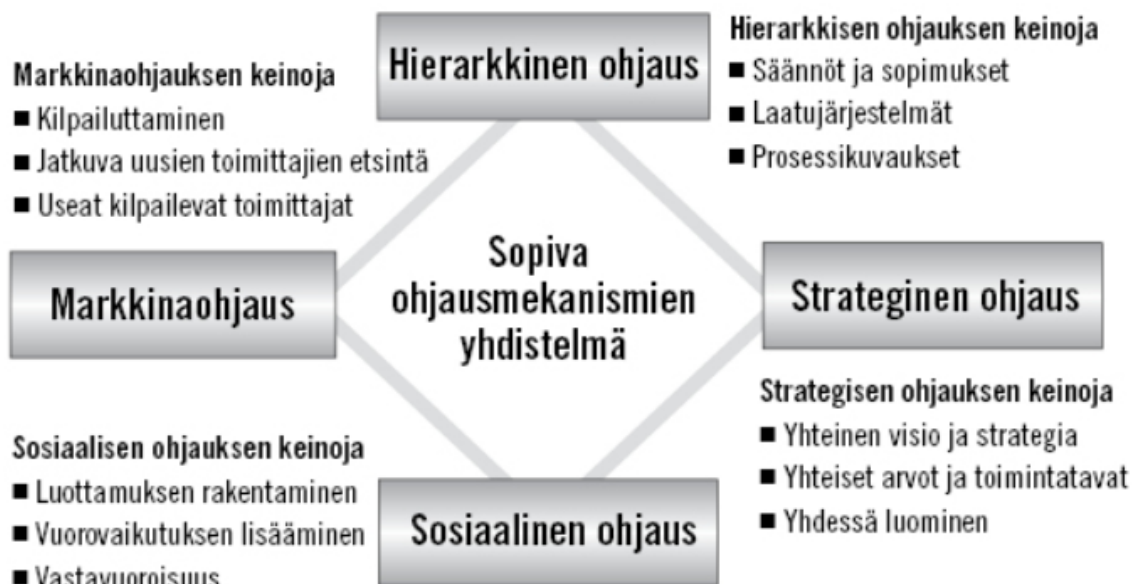 Hierarkkinen ohjaus
Hierarkkisen ohjauksen keinoja
■ Säännöt ja sopimukset
■ Laatujärjestelmät
■ Prosessikuvaukset
Markkinaohjauksen keinoja
■ Kilpailuttaminen
■ Jatkuva uusien toimittajien etsintä
■ Useat kilpailevat toimittajat
Markkinaohjaus
Sopiva
ohjausmekanismien
yhdistelmä
Strateginen ohjaus
Strategisen ohjauksen keinoja
■ Yhteinen visio ja strategia
■ Yhteiset arvot ja toimintatavat
■ Yhdessä luominen
Sosiaalisen ohjauksen keinoja
■ Luottamuksen rakentaminen
■ Vuorovaikutuksen lisääminen
■ Vastavuoroisuus
Sosiaalinen ohjaus